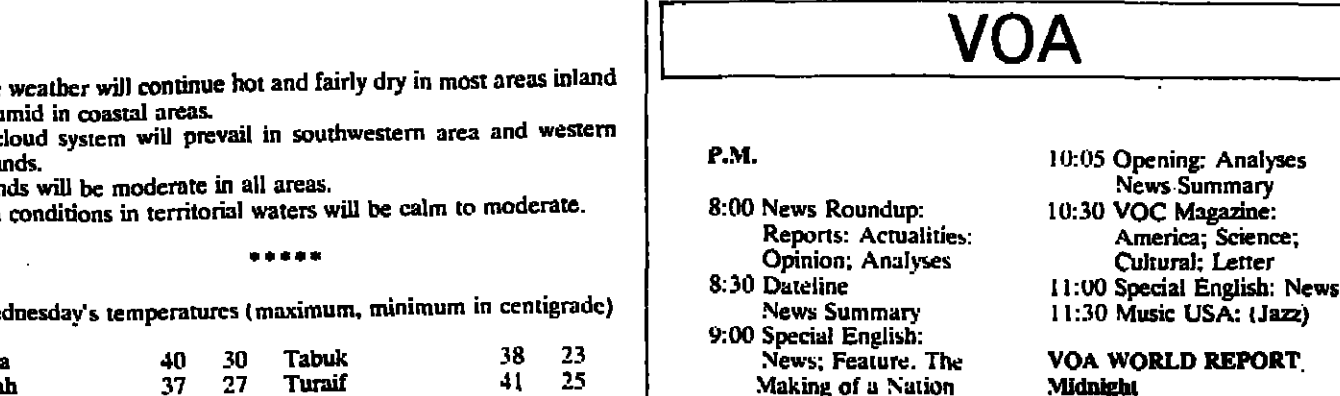 weather will continue hot and fairly dry in most areas inland
in coastal areas.
cloud system will prevail in southwestern area and western
will be moderate in all areas.
conditions in territorial waters will be calm to moderate.
*****
temperatures (maximum, minimum in centigrade)
40 30 Tabuk 38 23
37 27 Turaif 41 25
VOA
P.M.
8:00 News Roundup:
Reports: Actualities:
Opinion; Analyses
8:30 Dateline
News Summary
9:00 Special English:
News; Feature. The
Making of a Nation
10:05 Opening: Analyses
News Summary
10:30 VOC Magazine:
America; Science;
Cultural; Letter
11:00 Special English: News
11:30 Music USA: (Jazz)
VOA WORLD REPORT
Midnight